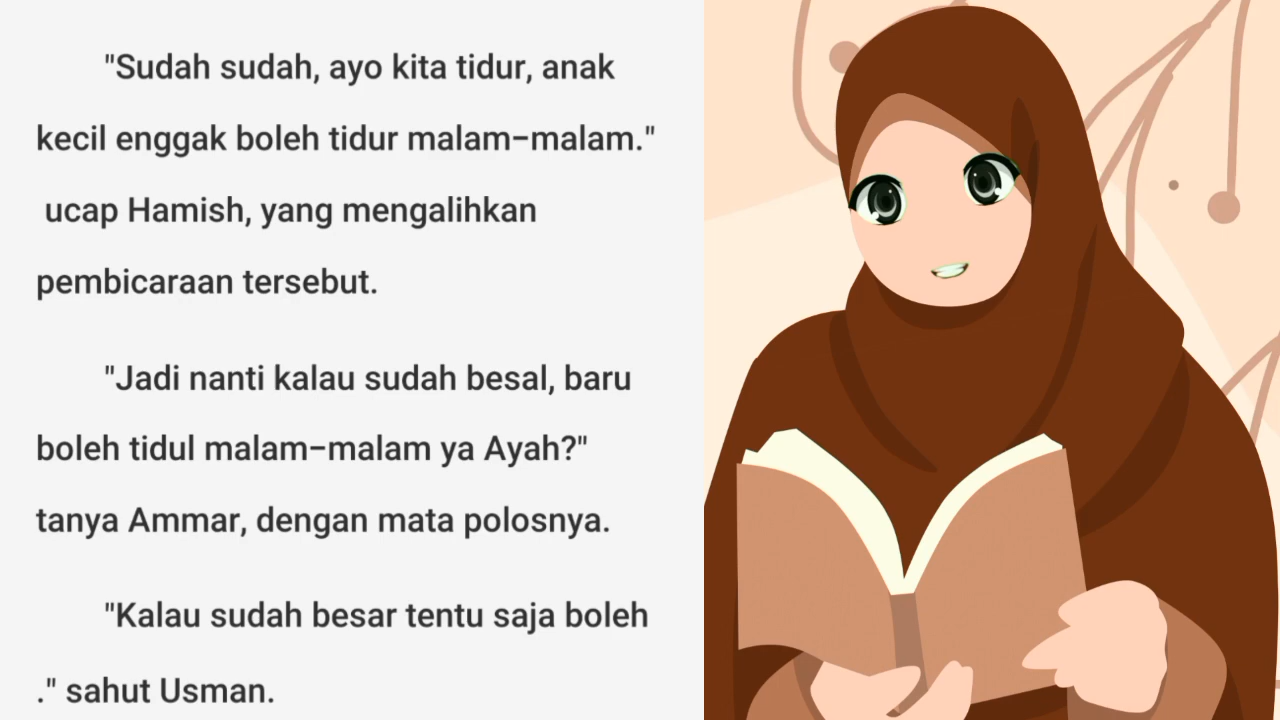 "Sudah sudah, ayo kita tidur, anak
kecil enggak boleh tidur malam-malam."
ucap Hamish, yang mengalihkan
pembicaraan tersebut.
"Jadi nanti kalau sudah besal, baru
boleh tidul malam-malam ya Ayah?"
tanya Ammar, dengan mata polosnya.
"Kalau sudah besar tentu saja boleh
." sahut Usman.